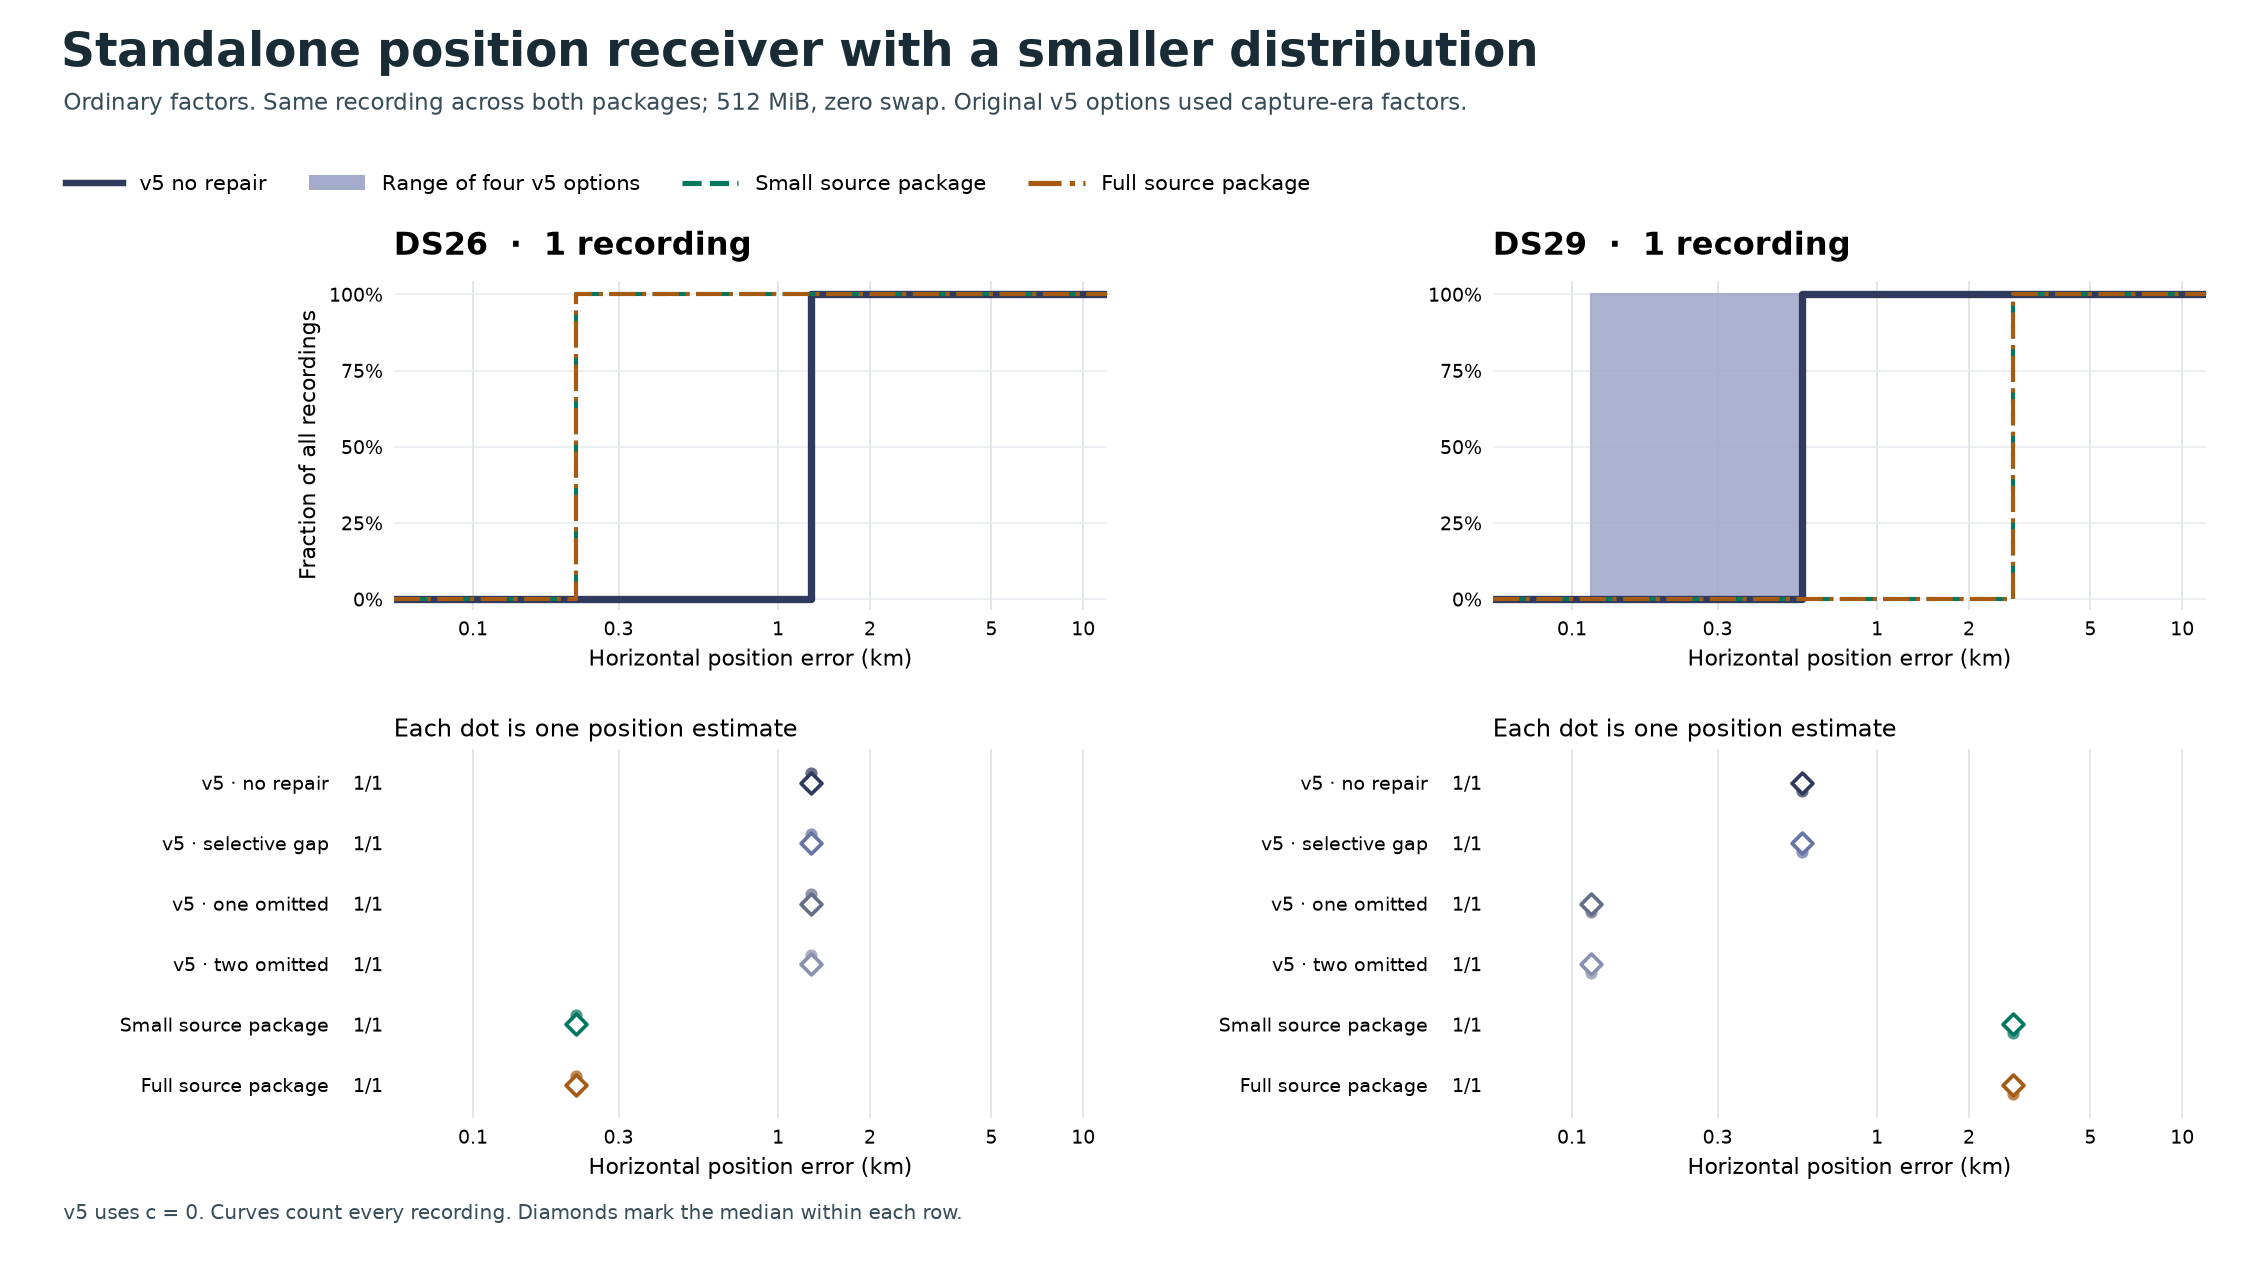 Standalone position receiver with a smaller distribution
Ordinary factors. Same recording across both packages; 512 MiB, zero swap. Original v5 options used capture-era factors.
v5 no repair
Range of four v5 options
Small source package
Full source package
DS26 · 1 recording
Fraction of all recordings
100%
75%
50%
25%
0%
0.1 0.3 1 2 5 10
Horizontal position error (km)
DS29 · 1 recording
100%
75%
50%
25%
0%
0.1 0.3 1 2 5 10
Horizontal position error (km)
Each dot is one position estimate
v5 · no repair 1/1
v5 · selective gap 1/1
v5 · one omitted 1/1
v5 · two omitted 1/1
Small source package 1/1
Full source package 1/1
0.1 0.3 1 2 5 10
Horizontal position error (km)
Each dot is one position estimate
v5 · no repair 1/1
v5 · selective gap 1/1
v5 · one omitted 1/1
v5 · two omitted 1/1
Small source package 1/1
Full source package 1/1
0.1 0.3 1 2 5 10
Horizontal position error (km)
v5 uses c = 0. Curves count every recording. Diamonds mark the median within each row.